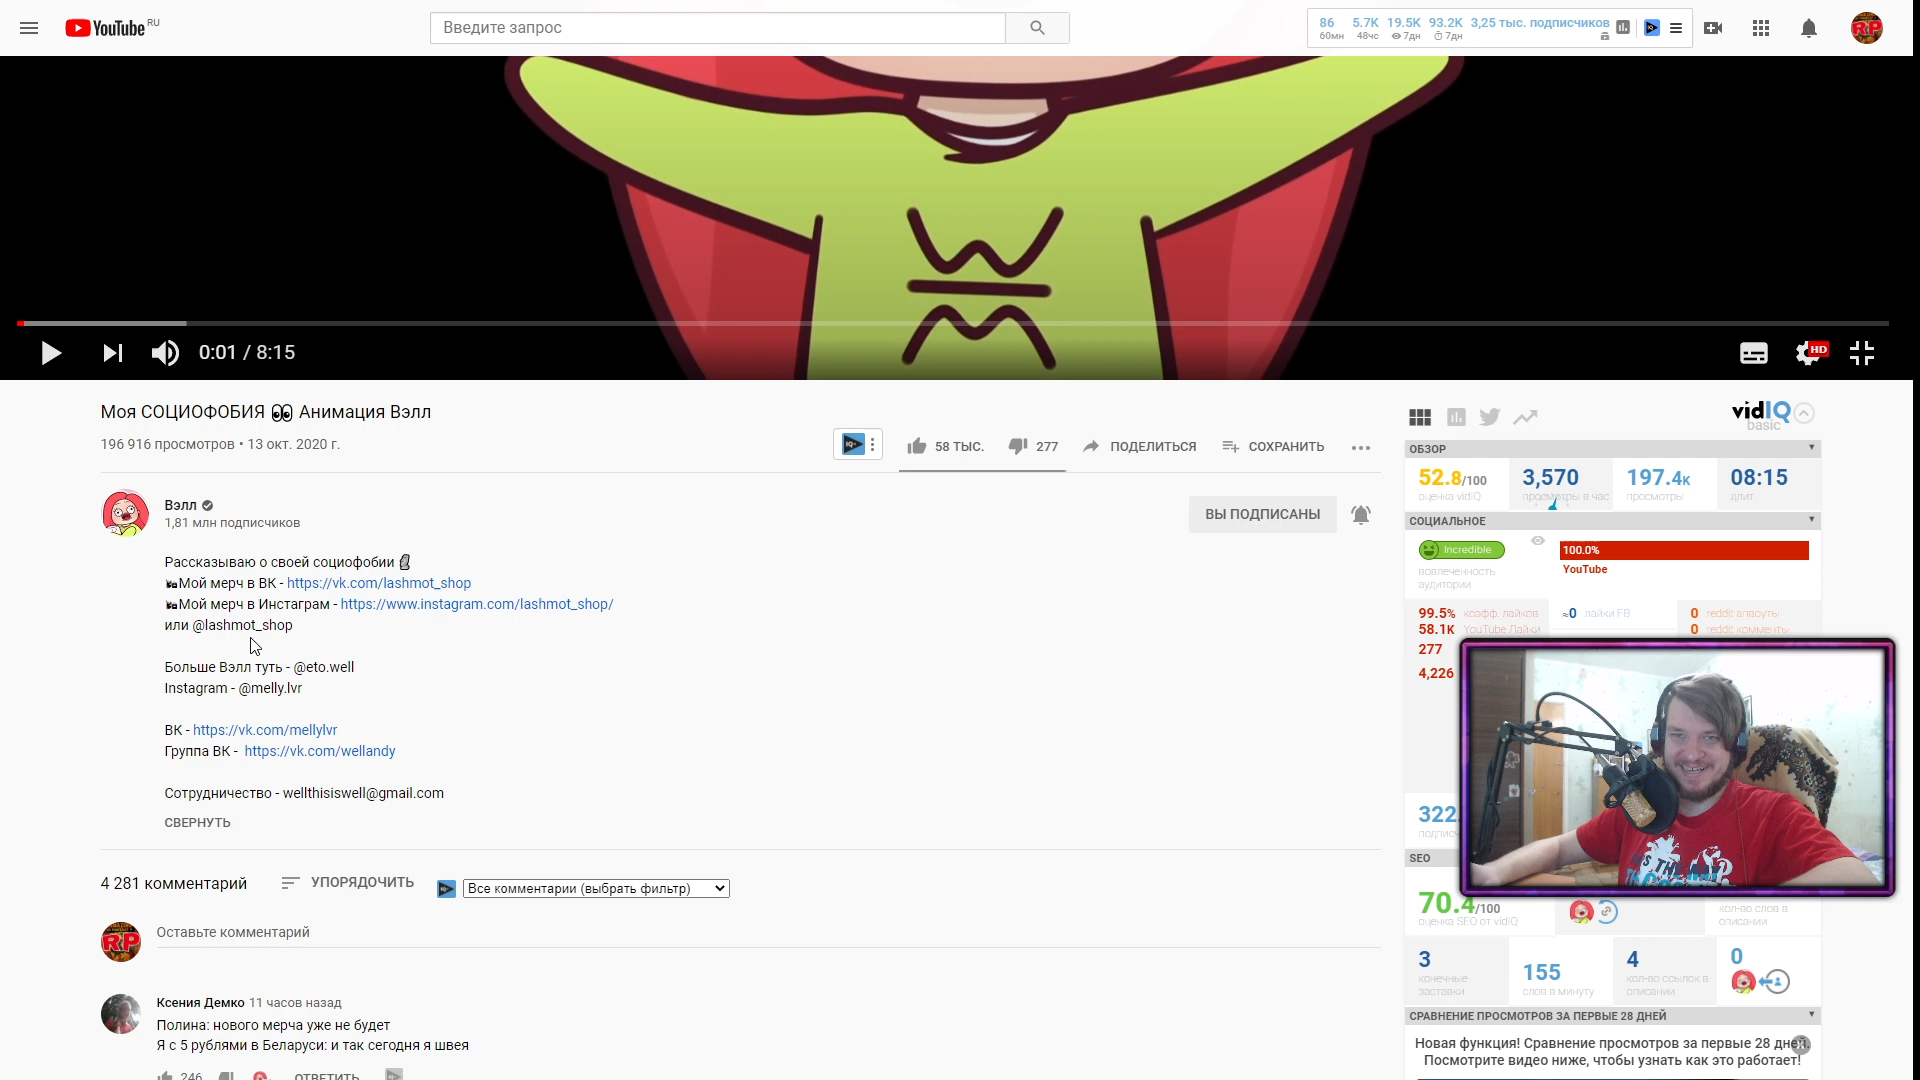 YouTube RU
Введите запрос
86 5.7K 19.5K 93.2K 3,25 тыс. подписчиков
60мн 48чс 7дн 7дн
0:01 / 8:15
HD
Моя СОЦИОФОБИЯ 👀 Анимация Вэлл
196 916 просмотров • 13 окт. 2020 г.
58 ТЫС. 277 ПОДЕЛИТЬСЯ СОХРАНИТЬ
Вэлл
1,81 млн подписчиков
ВЫ ПОДПИСАНЫ
Рассказываю о своей социофобии
Мой мерч в ВК - https://vk.com/lashmot_shop
Мой мерч в Инстаграм - https://www.instagram.com/lashmot_shop/
или @lashmot_shop
Больше Вэлл туть - @eto.well
Instagram - @melly.lvr
ВК - https://vk.com/mellylvr
Группа ВК - https://vk.com/wellandy
Сотрудничество - wellthisiswell@gmail.com
СВЕРНУТЬ
4 281 комментарий УПОРЯДОЧИТЬ Все комментарии (выбрать фильтр)
RP
Оставьте комментарий
Ксения Демко 11 часов назад
Полина: нового мерча уже не будет
Я с 5 рублями в Беларуси: и так сегодня я швея
246 ОТВЕТИТЬ
vidIQ
basic
ОБЗОР
52.8/100 3,570 197.4K 08:15
оценка vidIQ просмотры в час просмотры длит.
СОЦИАЛЬНОЕ
Incredible 100.0%
YouTube
вовлеченность
аудитории
99.5% коэфф. лайков ≈0 лайки FB 0 reddit апвоуты
58.1K YouTube Лайки 0 reddit комменты
277
4,226
322
SEO
70.4/100
оценка SEO от vidIQ
кол-во слов в
описании
3 155 4 0
конечные
заставки
слов в минуту
кол-во ссылок в
описании
СРАВНЕНИЕ ПРОСМОТРОВ ЗА ПЕРВЫЕ 28 ДНЕЙ
Новая функция! Сравнение просмотров за первые 28 дней.
Посмотрите видео ниже, чтобы узнать как это работает!